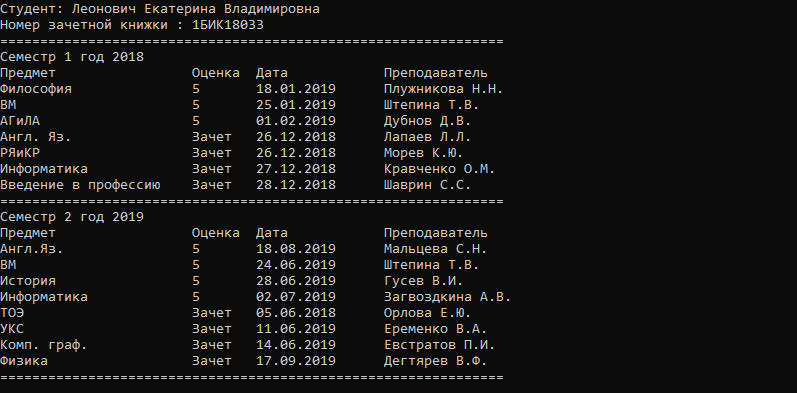 Студент: Леонович Екатерина Владимировна
Номер зачетной книжки : 1БИК18033
===============================================================
Семестр 1 год 2018
Предмет Оценка Дата Преподаватель
Философия 5 18.01.2019 Плужникова Н.Н.
ВМ 5 25.01.2019 Штепина Т.В.
АГиЛА 5 01.02.2019 Дубнов Д.В.
Англ. Яз. Зачет 26.12.2018 Лапаев Л.Л.
РЯиКР Зачет 26.12.2018 Морев К.Ю.
Информатика Зачет 27.12.2018 Кравченко О.М.
Введение в профессию Зачет 28.12.2018 Шаврин С.С.
===============================================================
Семестр 2 год 2019
Предмет Оценка Дата Преподаватель
Англ.Яз. 5 18.08.2019 Мальцева С.Н.
ВМ 5 24.06.2019 Штепина Т.В.
История 5 28.06.2019 Гусев В.И.
Информатика 5 02.07.2019 Загвоздкина А.В.
ТОЭ Зачет 05.06.2018 Орлова Е.Ю.
УКС Зачет 11.06.2019 Еременко В.А.
Комп. граф. Зачет 14.06.2019 Евстратов П.И.
Физика Зачет 17.09.2019 Дегтярев В.Ф.
===============================================================